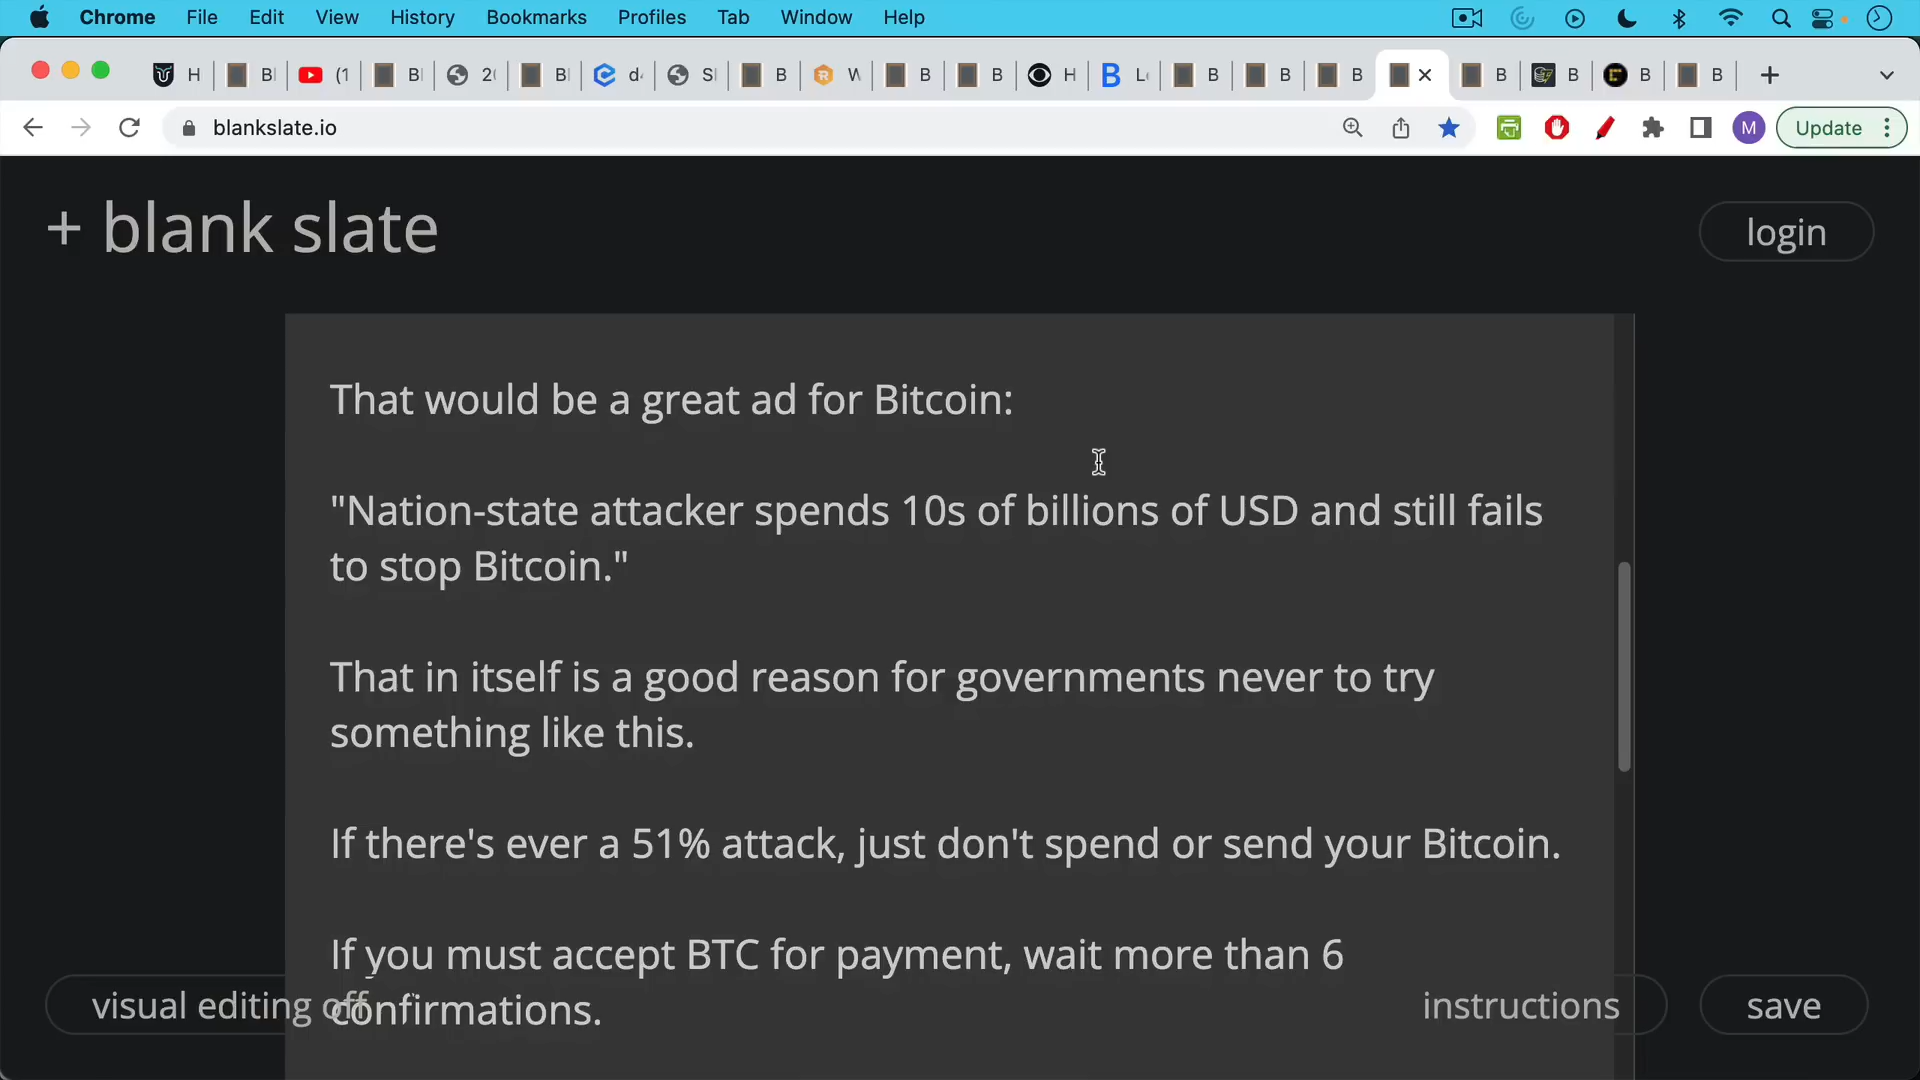 Chrome File Edit View History Bookmarks Profiles Tab Window Help
H B (1 B 2 B d S B W B B H B L B B B B B B B
blankslate.io
M Update
+ blank slate
login
That would be a great ad for Bitcoin:
"Nation-state attacker spends 10s of billions of USD and still fails
to stop Bitcoin."
That in itself is a good reason for governments never to try
something like this.
If there's ever a 51% attack, just don't spend or send your Bitcoin.
If you must accept BTC for payment, wait more than 6
confirmations.
visual editing off
instructions
save